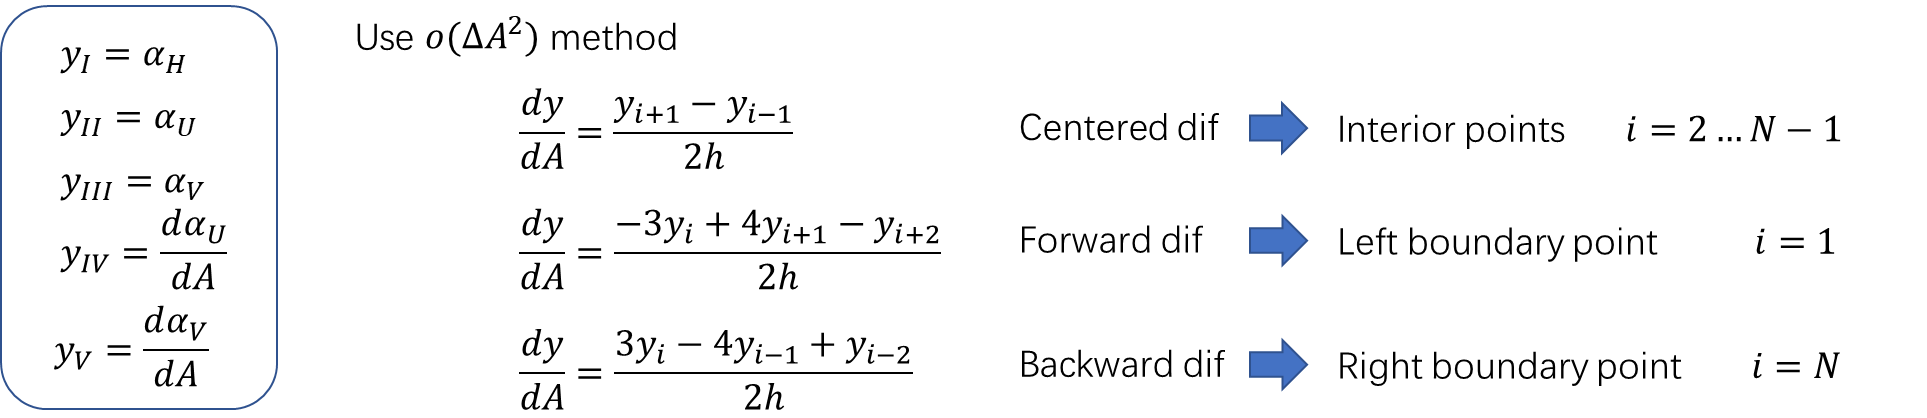 y_I = α_H
y_II = α_U
y_III = α_V
y_IV = dα_U/dA
y_V = dα_V/dA
Use o(ΔA²) method
dy/dA = (y_{i+1} − y_{i−1})/2h Centered dif Interior points i = 2 … N − 1
dy/dA = (−3y_i + 4y_{i+1} − y_{i+2})/2h Forward dif Left boundary point i = 1
dy/dA = (3y_i − 4y_{i−1} + y_{i−2})/2h Backward dif Right boundary point i = N